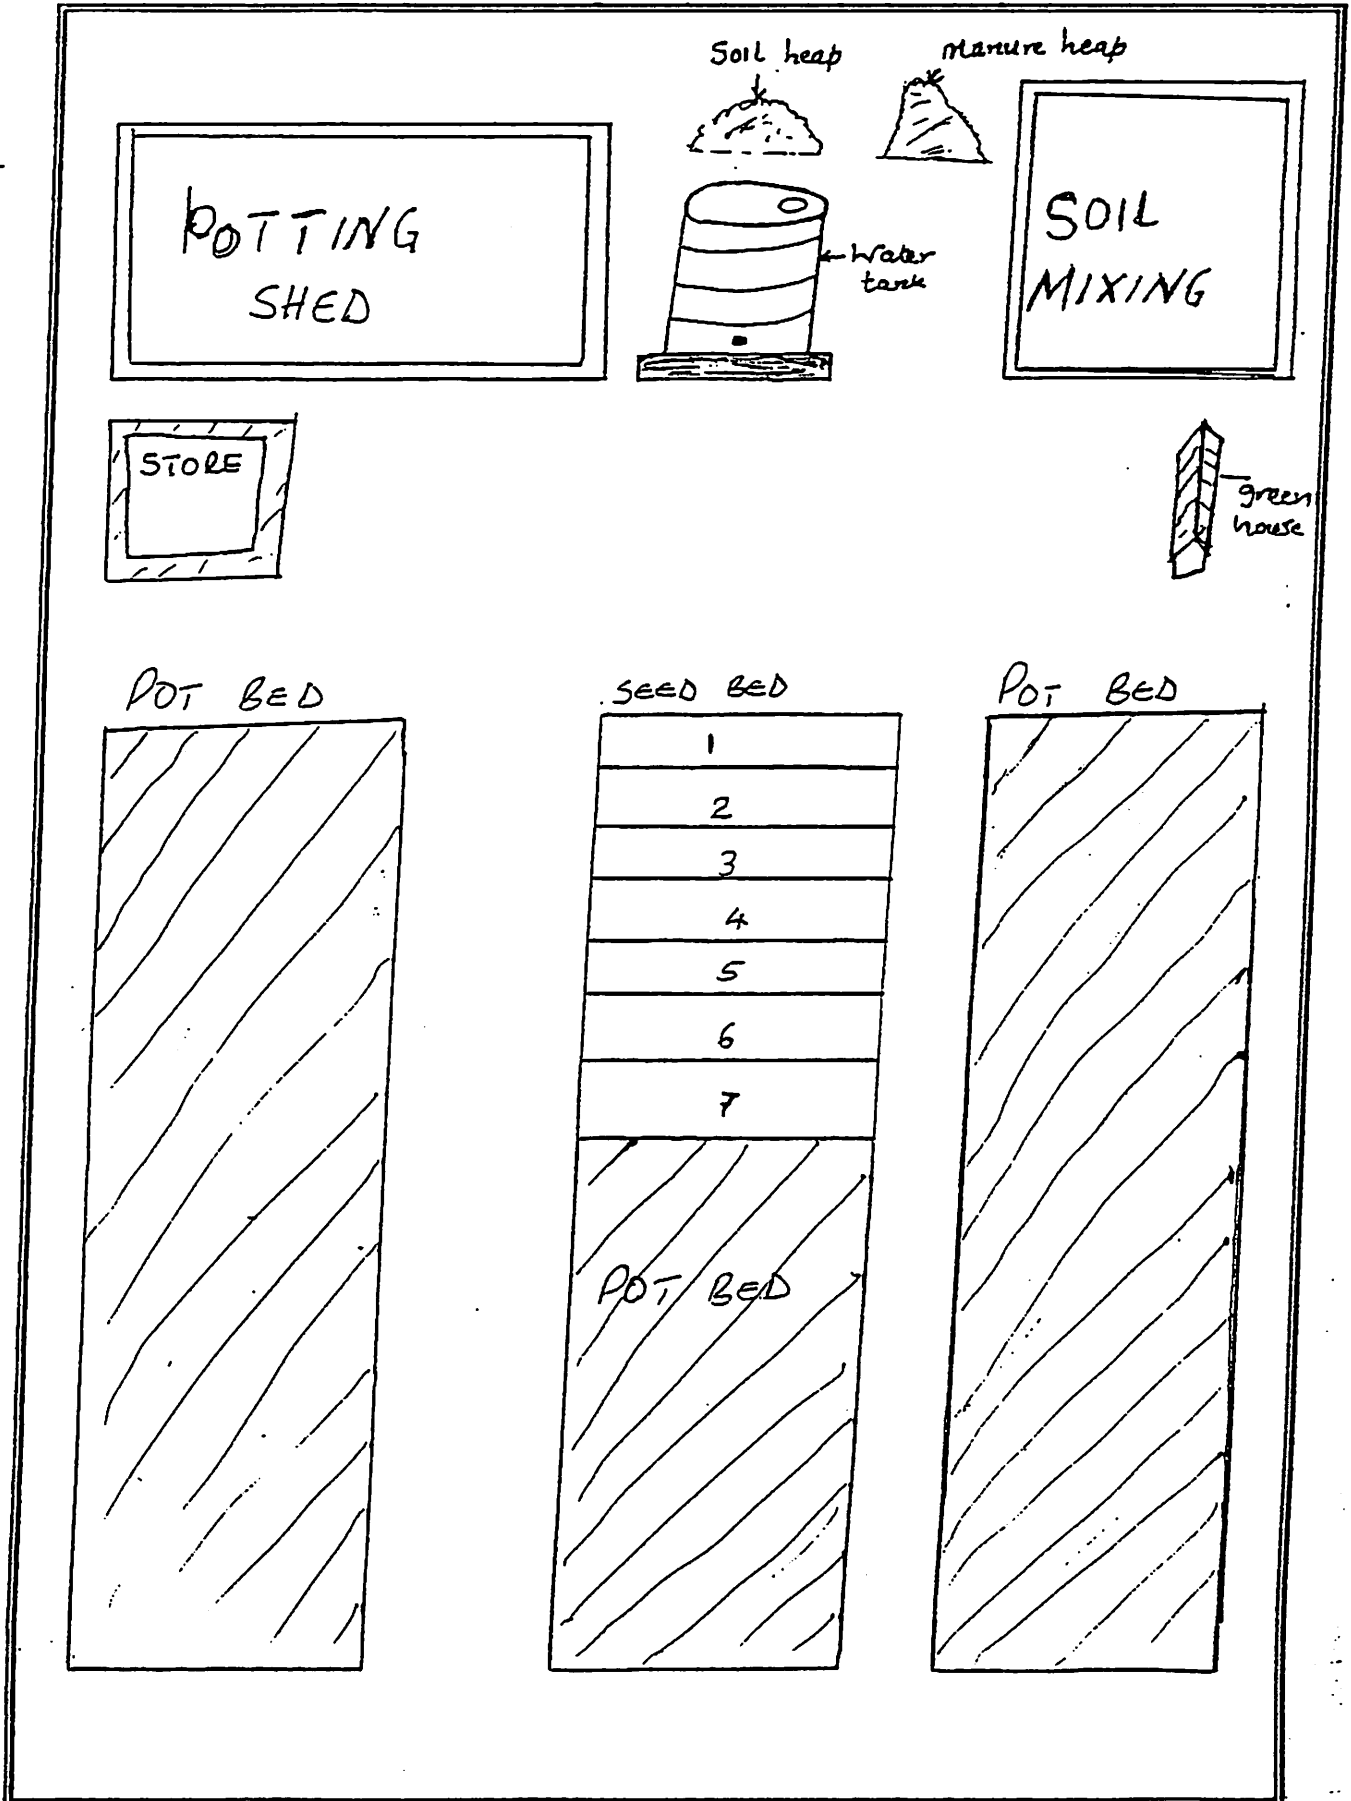 Soil heap
manure heap
POTTING
SHED
Water
tank
SOIL
MIXING
STORE
green
house
POT BED
SEED BED
POT BED
1
2
3
4
5
6
7
POT BED